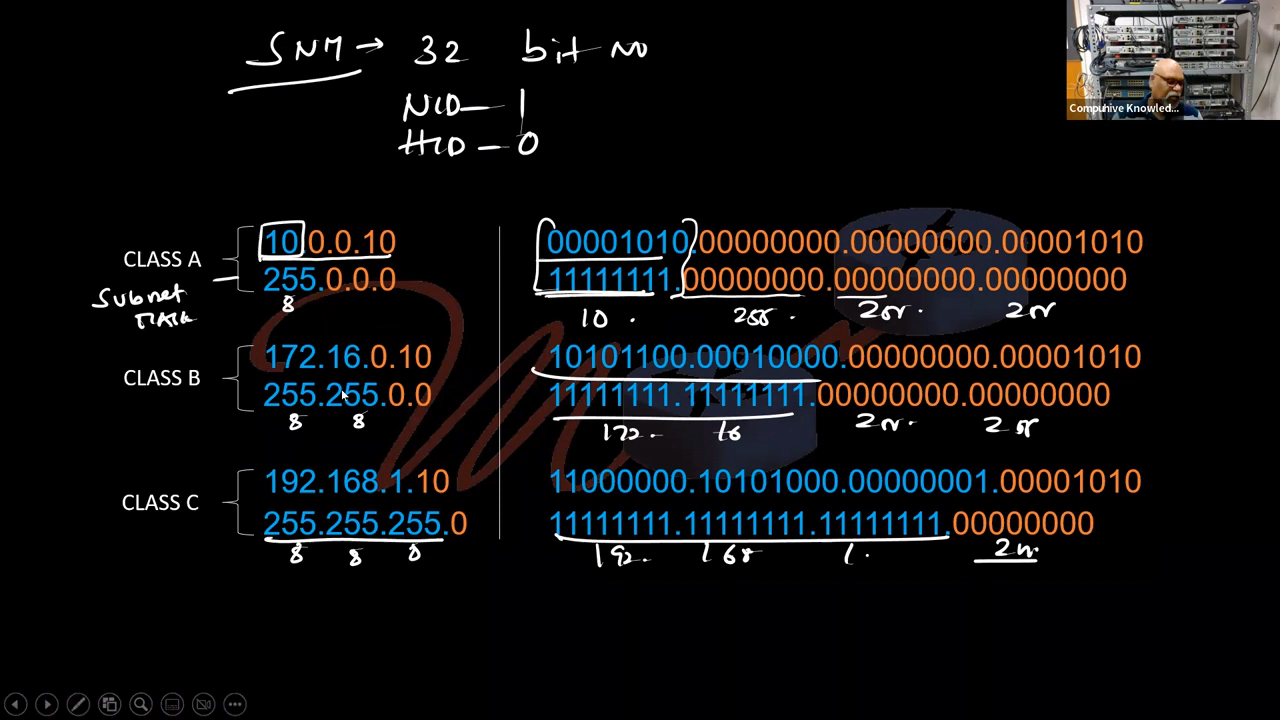 SNM → 32 bit no
NID — 1
HID — 0
Compuhive Knowled...
CLASS A
10.0.0.10
00001010.00000000.00000000.00001010
255.0.0.0
11111111.00000000.00000000.00000000
Subnet
8
10 . 255 .
CLASS B
172.16.0.10
10101100.00010000.00000000.00001010
255.255.0.0
11111111.11111111.00000000.00000000
8 8
172. 16
CLASS C
192.168.1.10
11000000.10101000.00000001.00001010
255.255.255.0
11111111.11111111.11111111.00000000
8 8 8
192. 168 1.